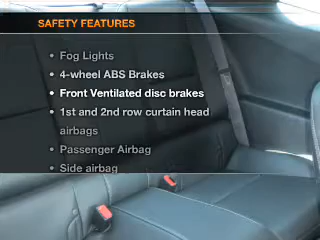 SAFETY FEATURES
• Fog Lights
• 4-wheel ABS Brakes
• Front Ventilated disc brakes
• 1st and 2nd row curtain head
airbags
• Passenger Airbag
• Side airbag